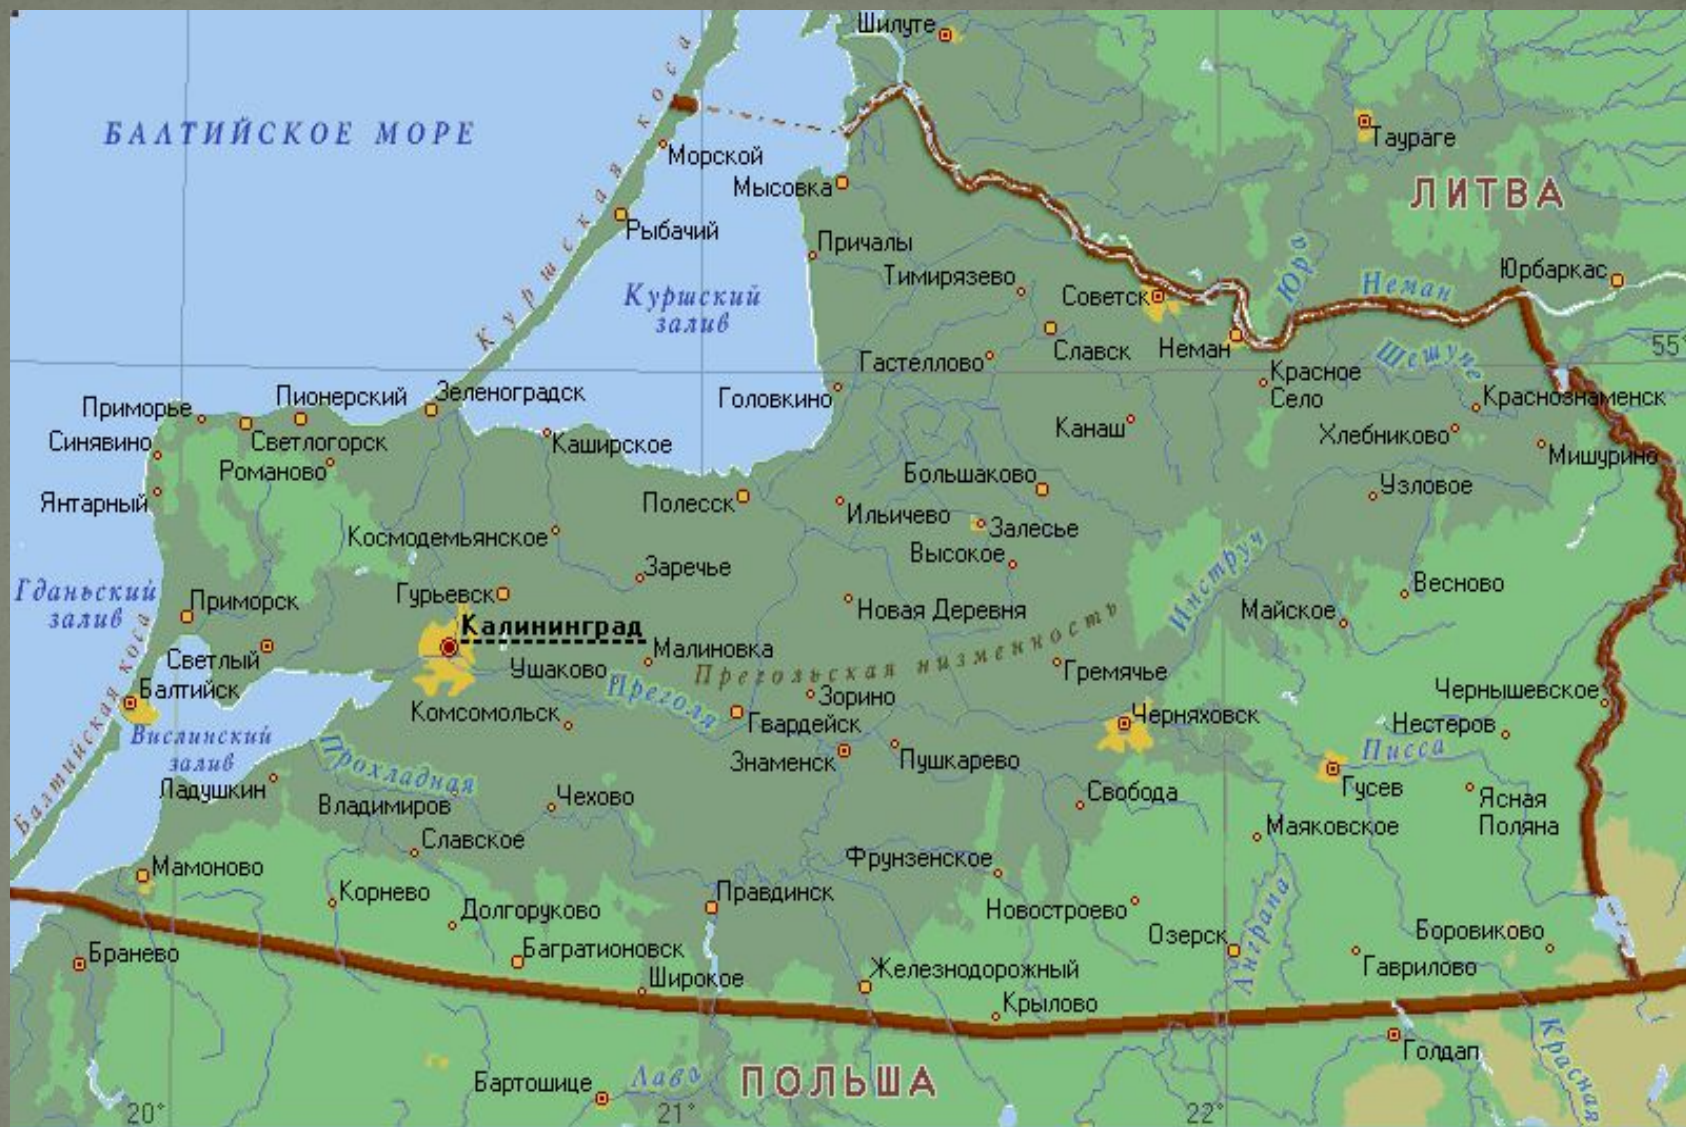 Шилуте
БАЛТИЙСКОЕ МОРЕ
Куршская коса
Таураге
Морской
Мысовка
ЛИТВА
Рыбачий
Причалы
Тимирязево
Советск
Юра
Неман
Юрбаркас
Куршский
залив
Славск
Неман
Гастеллово
Шешупе
55°
Пионерский
Зеленоградск
Головкино
Красное
Село
Краснознаменск
Приморье
Синявино
Светлогорск
Каширское
Канаш
Хлебниково
Мишурино
Романово
Янтарный
Полесск
Большаково
Узловое
Ильичево
Залесье
Космодемьянское
Высокое
Инструч
Заречье
Гданьский
залив
Приморск
Гурьевск
Новая Деревня
Майское
Весново
Калининград
Светлый
Ушаково
Малиновка
Прегольская низменность
Гремячье
Балтийск
Преголя
Зорино
Чернышевское
Балтийская коса
Комсомольск
Гвардейск
Черняховск
Нестеров
Вислинский
залив
Прохладная
Знаменск
Пушкарево
Писса
Ладушкин
Владимиров
Чехово
Свобода
Гусев
Ясная
Поляна
Славское
Маяковское
Мамоново
Фрунзенское
Корнево
Долгоруково
Правдинск
Новостроево
Анграпа
Бранево
Багратионовск
Озерск
Боровиково
Широкое
Железнодорожный
Гаврилово
Крылово
Голдап
Красная
Бартошице
Лава
ПОЛЬША
20°
21°
22°